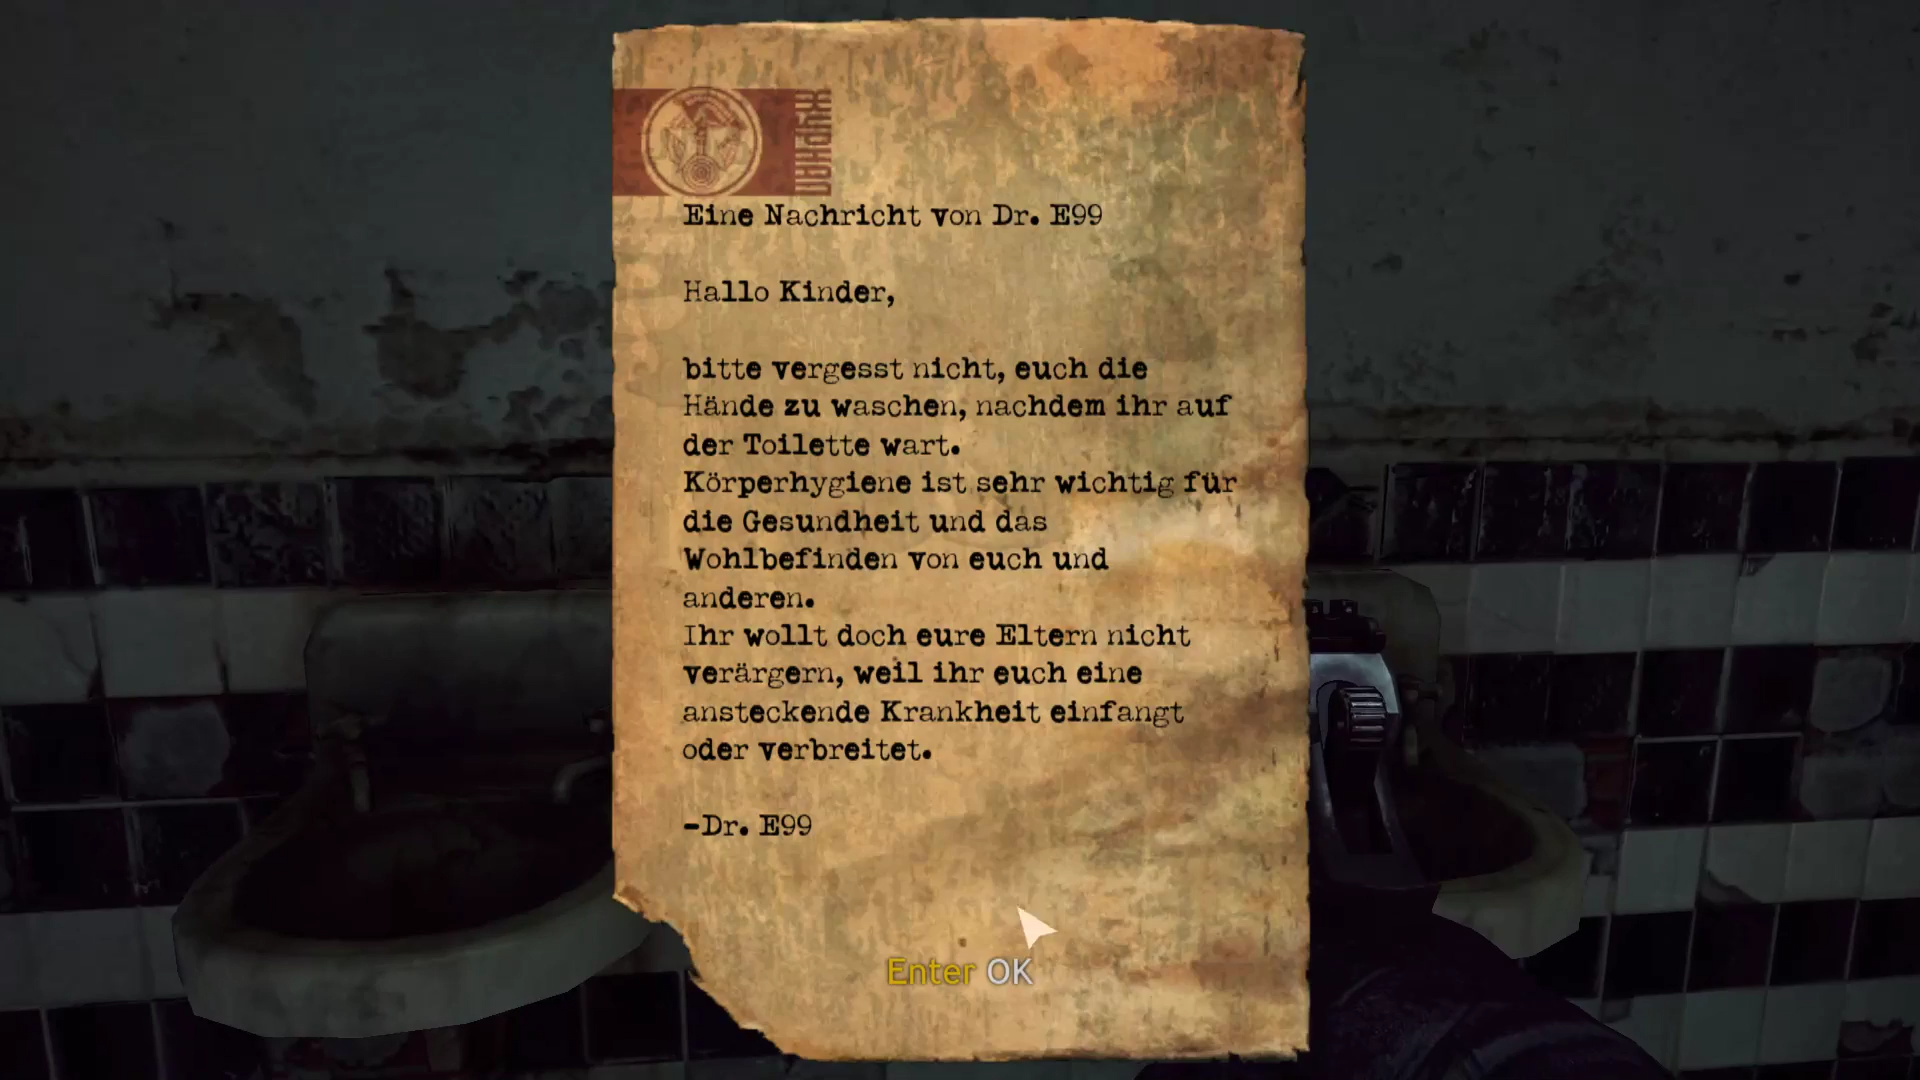 Eine Nachricht von Dr. E99
Hallo Kinder,
bitte vergesst nicht, euch die
Hände zu waschen, nachdem ihr auf
der Toilette wart.
Körperhygiene ist sehr wichtig für
die Gesundheit und das
Wohlbefinden von euch und
anderen.
Ihr wollt doch eure Eltern nicht
verärgern, weil ihr euch eine
ansteckende Krankheit einfangt
oder verbreitet.
-Dr. E99
Enter OK